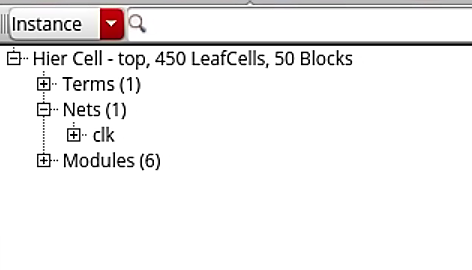 Instance
Hier Cell - top, 450 LeafCells, 50 Blocks
Terms (1)
Nets (1)
clk
Modules (6)